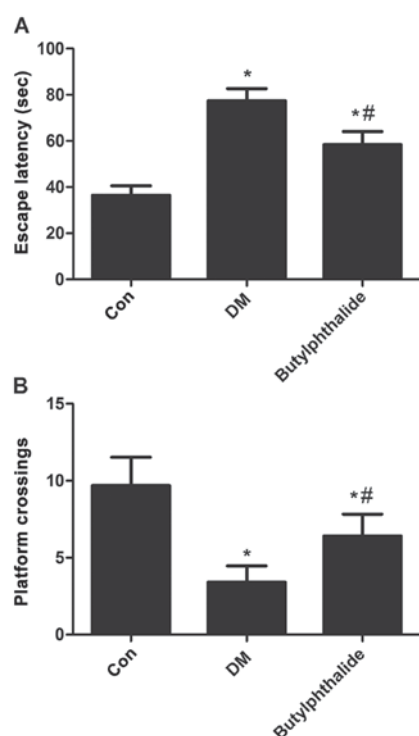 A
Escape latency (sec)
100
80
60
40
20
0
*
*#
Con
DM
Butylphthalide
B
Platform crossings
15
10
5
0
*
*#
Con
DM
Butylphthalide